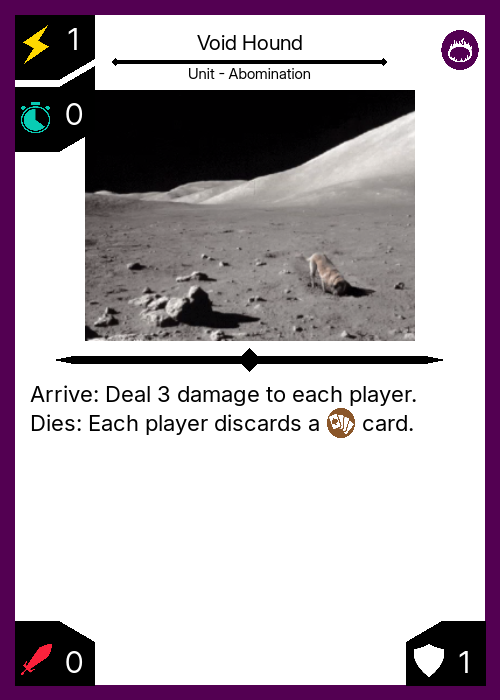 1
Void Hound
Unit - Abomination
0
Arrive: Deal 3 damage to each player.
Dies: Each player discards a card.
0
1